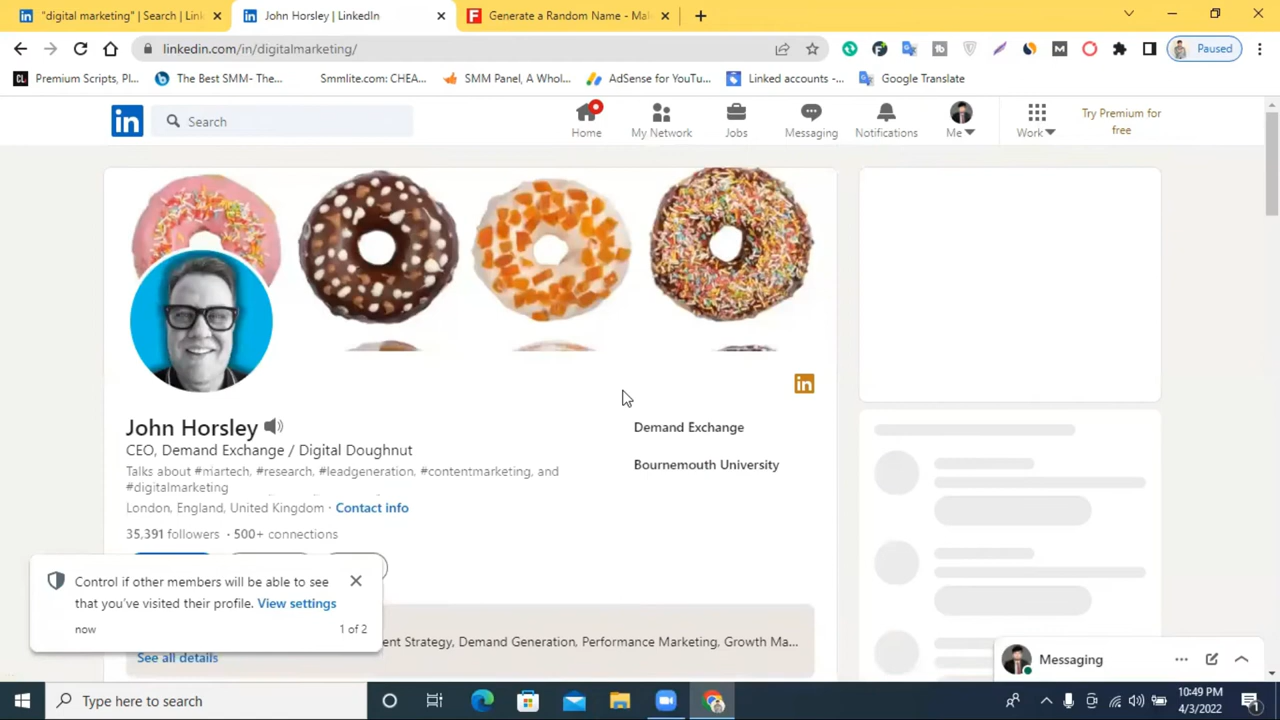 "digital marketing" | Search | Link
John Horsley | LinkedIn
Generate a Random Name - Mak
linkedin.com/in/digitalmarketing/
Paused
Premium Scripts, Pl...
The Best SMM- The...
Smmlite.com: CHEA...
SMM Panel, A Whol...
AdSense for YouTu...
Linked accounts -...
Google Translate
Search
Home
My Network
Jobs
Messaging
Notifications
Me
Work
Try Premium for
free
John Horsley
CEO, Demand Exchange / Digital Doughnut
Talks about #martech, #research, #leadgeneration, #contentmarketing, and
#digitalmarketing
London, England, United Kingdom · Contact info
35,391 followers · 500+ connections
Demand Exchange
Bournemouth University
Control if other members will be able to see
that you've visited their profile. View settings
now
1 of 2
ent Strategy, Demand Generation, Performance Marketing, Growth Ma...
See all details
Messaging
Type here to search
10:49 PM
4/3/2022